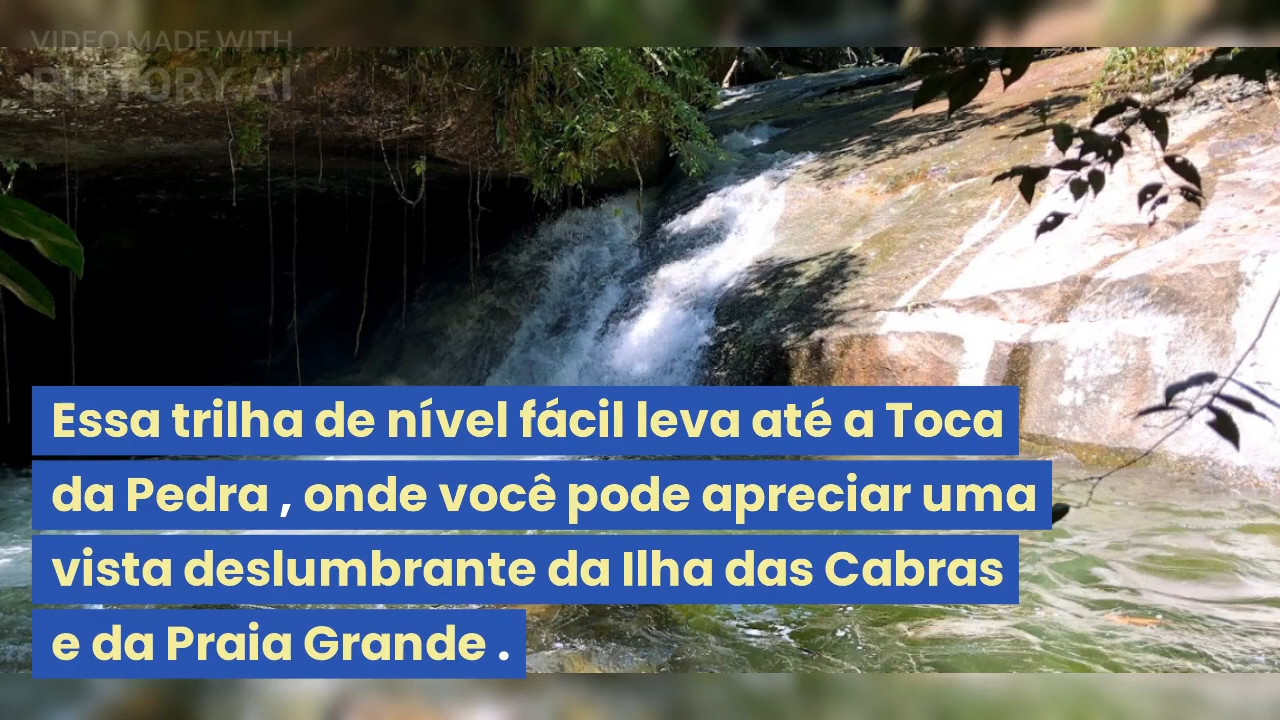 VIDEO MADE WITH
PICTORY.AI
Essa trilha de nível fácil leva até a Toca
da Pedra , onde você pode apreciar uma
vista deslumbrante da Ilha das Cabras
e da Praia Grande .